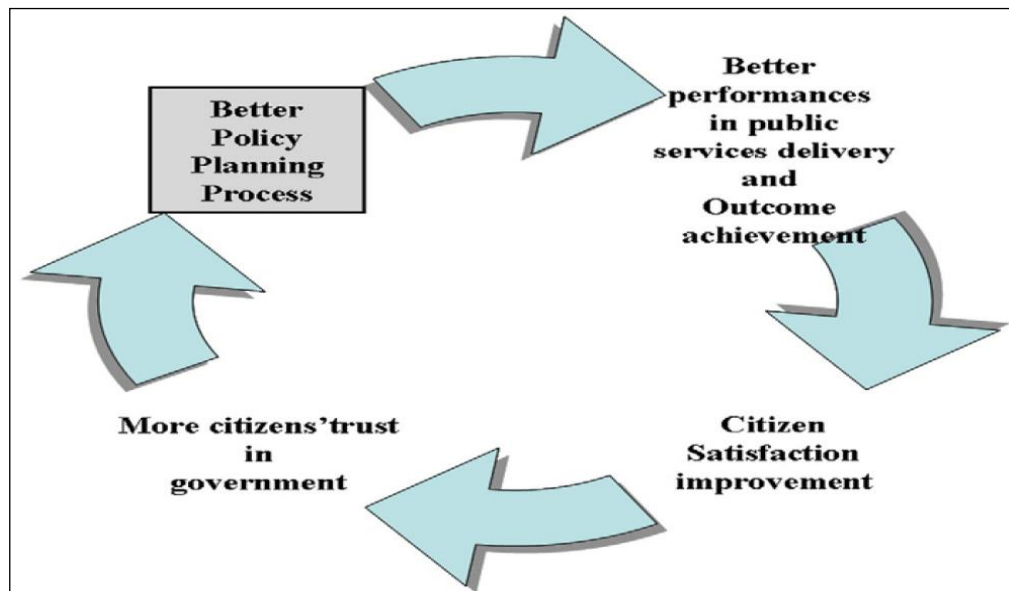 Better
Policy
Planning
Process
Better
performances
in public
services delivery
and
Outcome
achievement
Citizen
Satisfaction
improvement
More citizens’trust
in
government